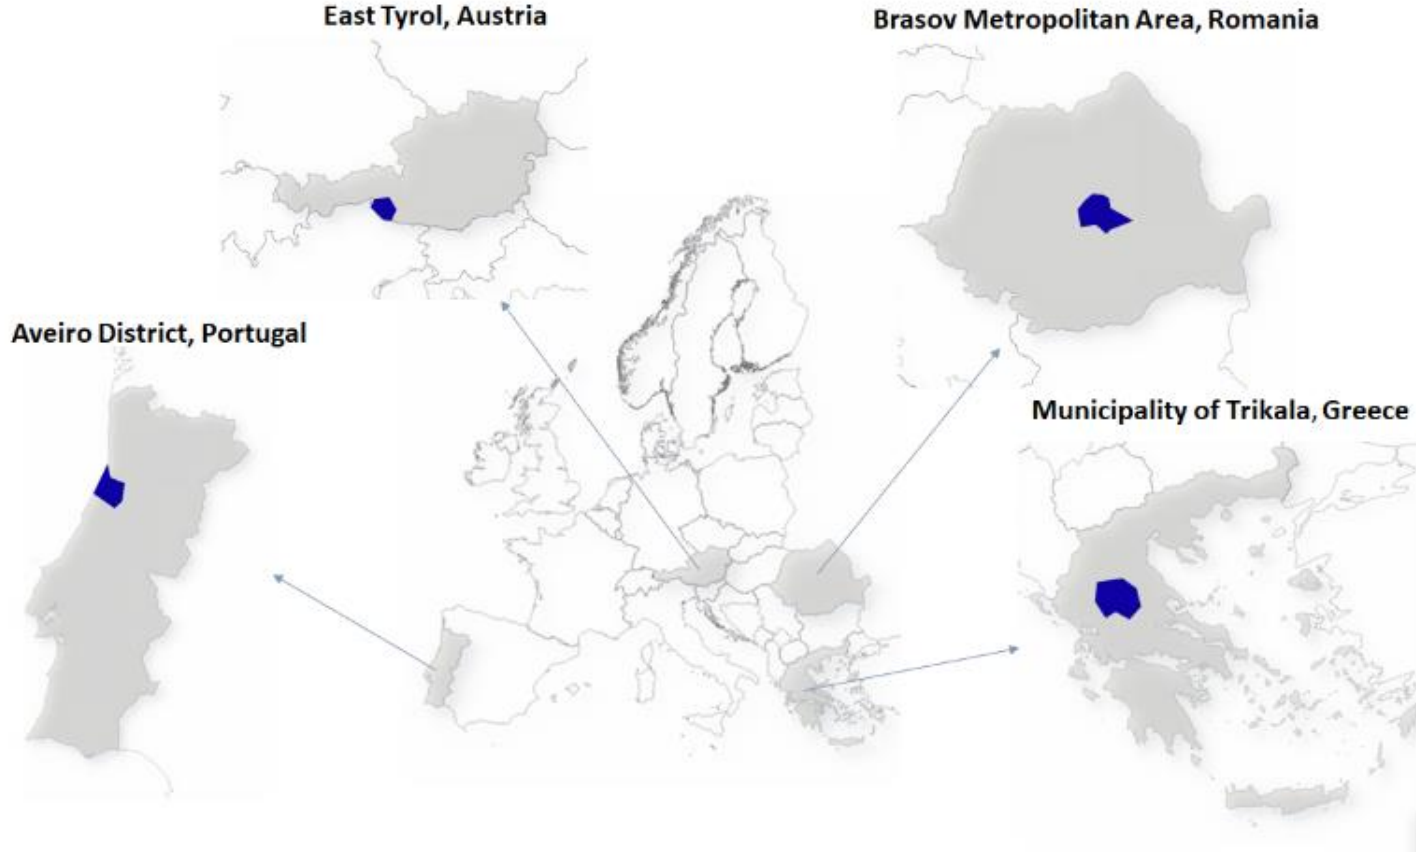 East Tyrol, Austria
Brasov Metropolitan Area, Romania
Aveiro District, Portugal
Municipality of Trikala, Greece